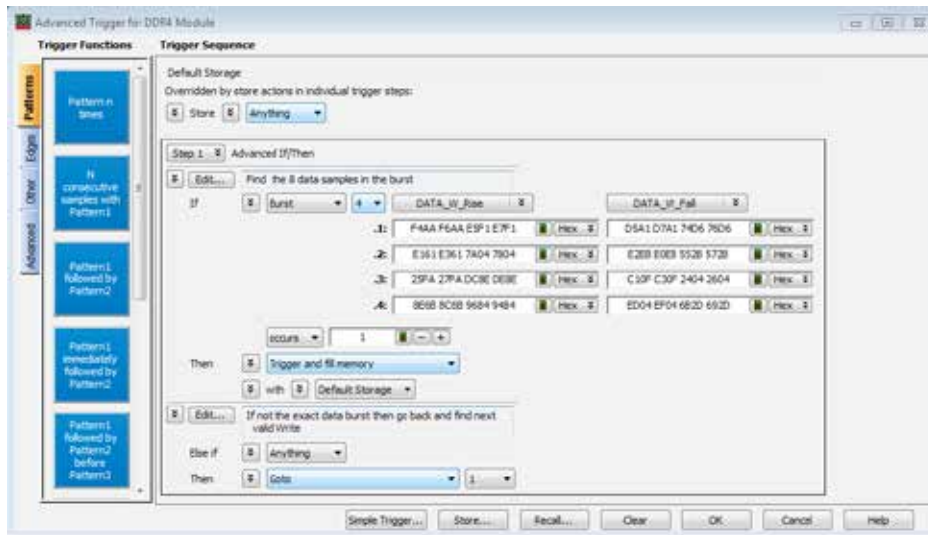 Advanced Trigger for DDR4 Module
Trigger Functions
Trigger Sequence
Patterns
Edges
Other
Advanced
Pattern n times
N consecutive samples with Pattern1
Pattern1 followed by Pattern2
Pattern1 immediately followed by Pattern2
Pattern1 followed by Pattern2 before Pattern3
Default Storage
Overridden by store actions in individual trigger steps:
Store Anything
Step 1 Advanced If/Then
Edit... Find the 8 data samples in the burst
If Burst 4 DATA_W_Rise DATA_W_Fall
.1: F4AA F6AA E5F1 E7F1 Hex D5A1 D7A1 74D6 76D6 Hex
.2: E161 E361 7A04 7804 Hex E2EB E0EB 552B 572B Hex
.3: 25FA 27FA DC8E DE8E Hex C10F C30F 2404 2604 Hex
.4: 8E6B 8C6B 9684 9484 Hex ED04 EF04 6B2D 692D Hex
occurs 1 - +
Then Trigger and fill memory
with Default Storage
Edit... If not the exact data burst then go back and find next
valid Write
Else if Anything
Then Goto 1
Simple Trigger... Store... Recall... Clear OK Cancel Help